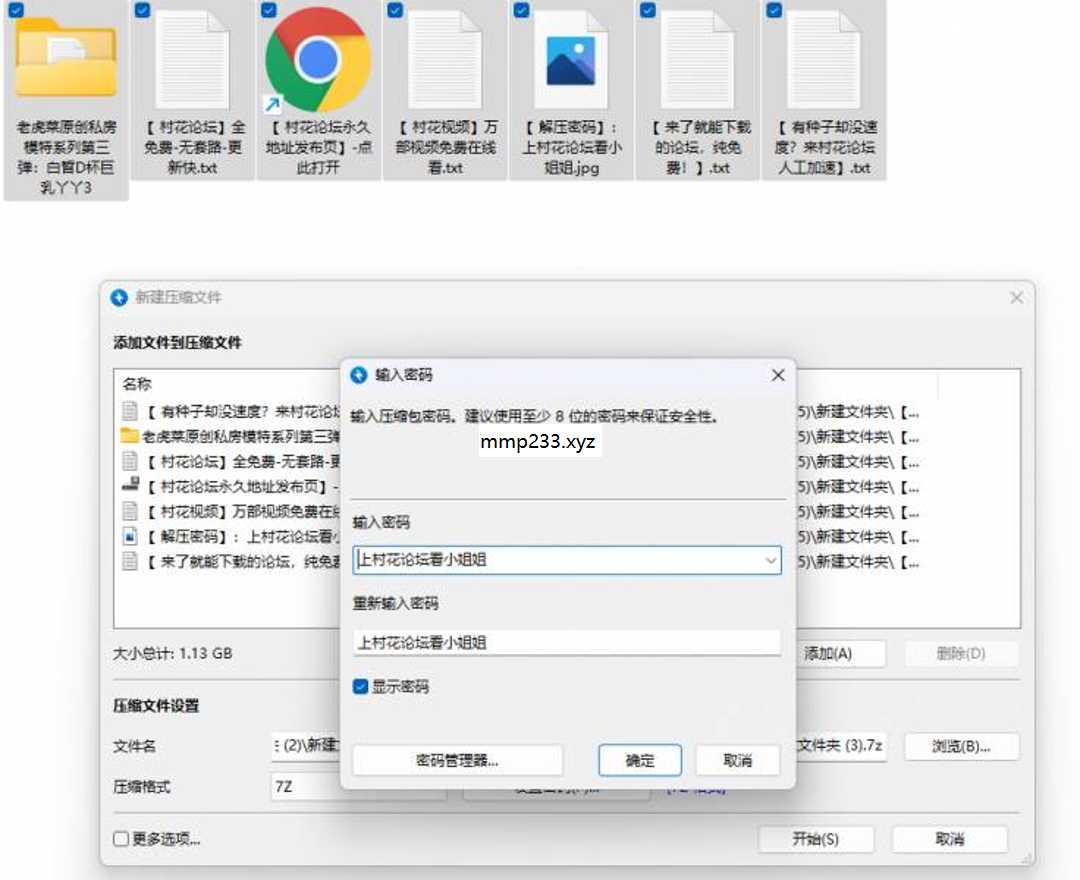 老虎菜原创私房
模特系列第三
弹：白皙D杯巨
乳丫丫3
【 村花论坛】全
免费-无套路-更
新快.txt
【 村花论坛永久
地址发布页】-点
此打开
【 村花视频】万
部视频免费在线
看.txt
【 解压密码】：
上村花论坛看小
姐姐.jpg
【 来了就能下载
的论坛，纯免
费！】.txt
【 有种子却没速
度？来村花论坛
人工加速】.txt
新建压缩文件
添加文件到压缩文件
名称
【 有种子却没速度？来村花论坛
5)\新建文件夹\【...
老虎菜原创私房模特系列第三弹
5)\新建文件夹\【...
【 村花论坛】全免费-无套路-更
5)\新建文件夹\【...
【 村花论坛永久地址发布页】-
5)\新建文件夹\【...
【 村花视频】万部视频免费在线
5)\新建文件夹\【...
【 解压密码】：上村花论坛看小
5)\新建文件夹\【...
【 来了就能下载的论坛，纯免费
5)\新建文件夹\【...
大小总计: 1.13 GB
添加(A)
删除(D)
压缩文件设置
文件名
(2)\新建
文件夹 (3).7z
浏览(B)...
压缩格式
7Z
更多选项...
开始(S)
取消
输入密码
输入压缩包密码。建议使用至少 8 位的密码来保证安全性。
mmp233.xyz
输入密码
上村花论坛看小姐姐
重新输入密码
上村花论坛看小姐姐
显示密码
密码管理器...
确定
取消